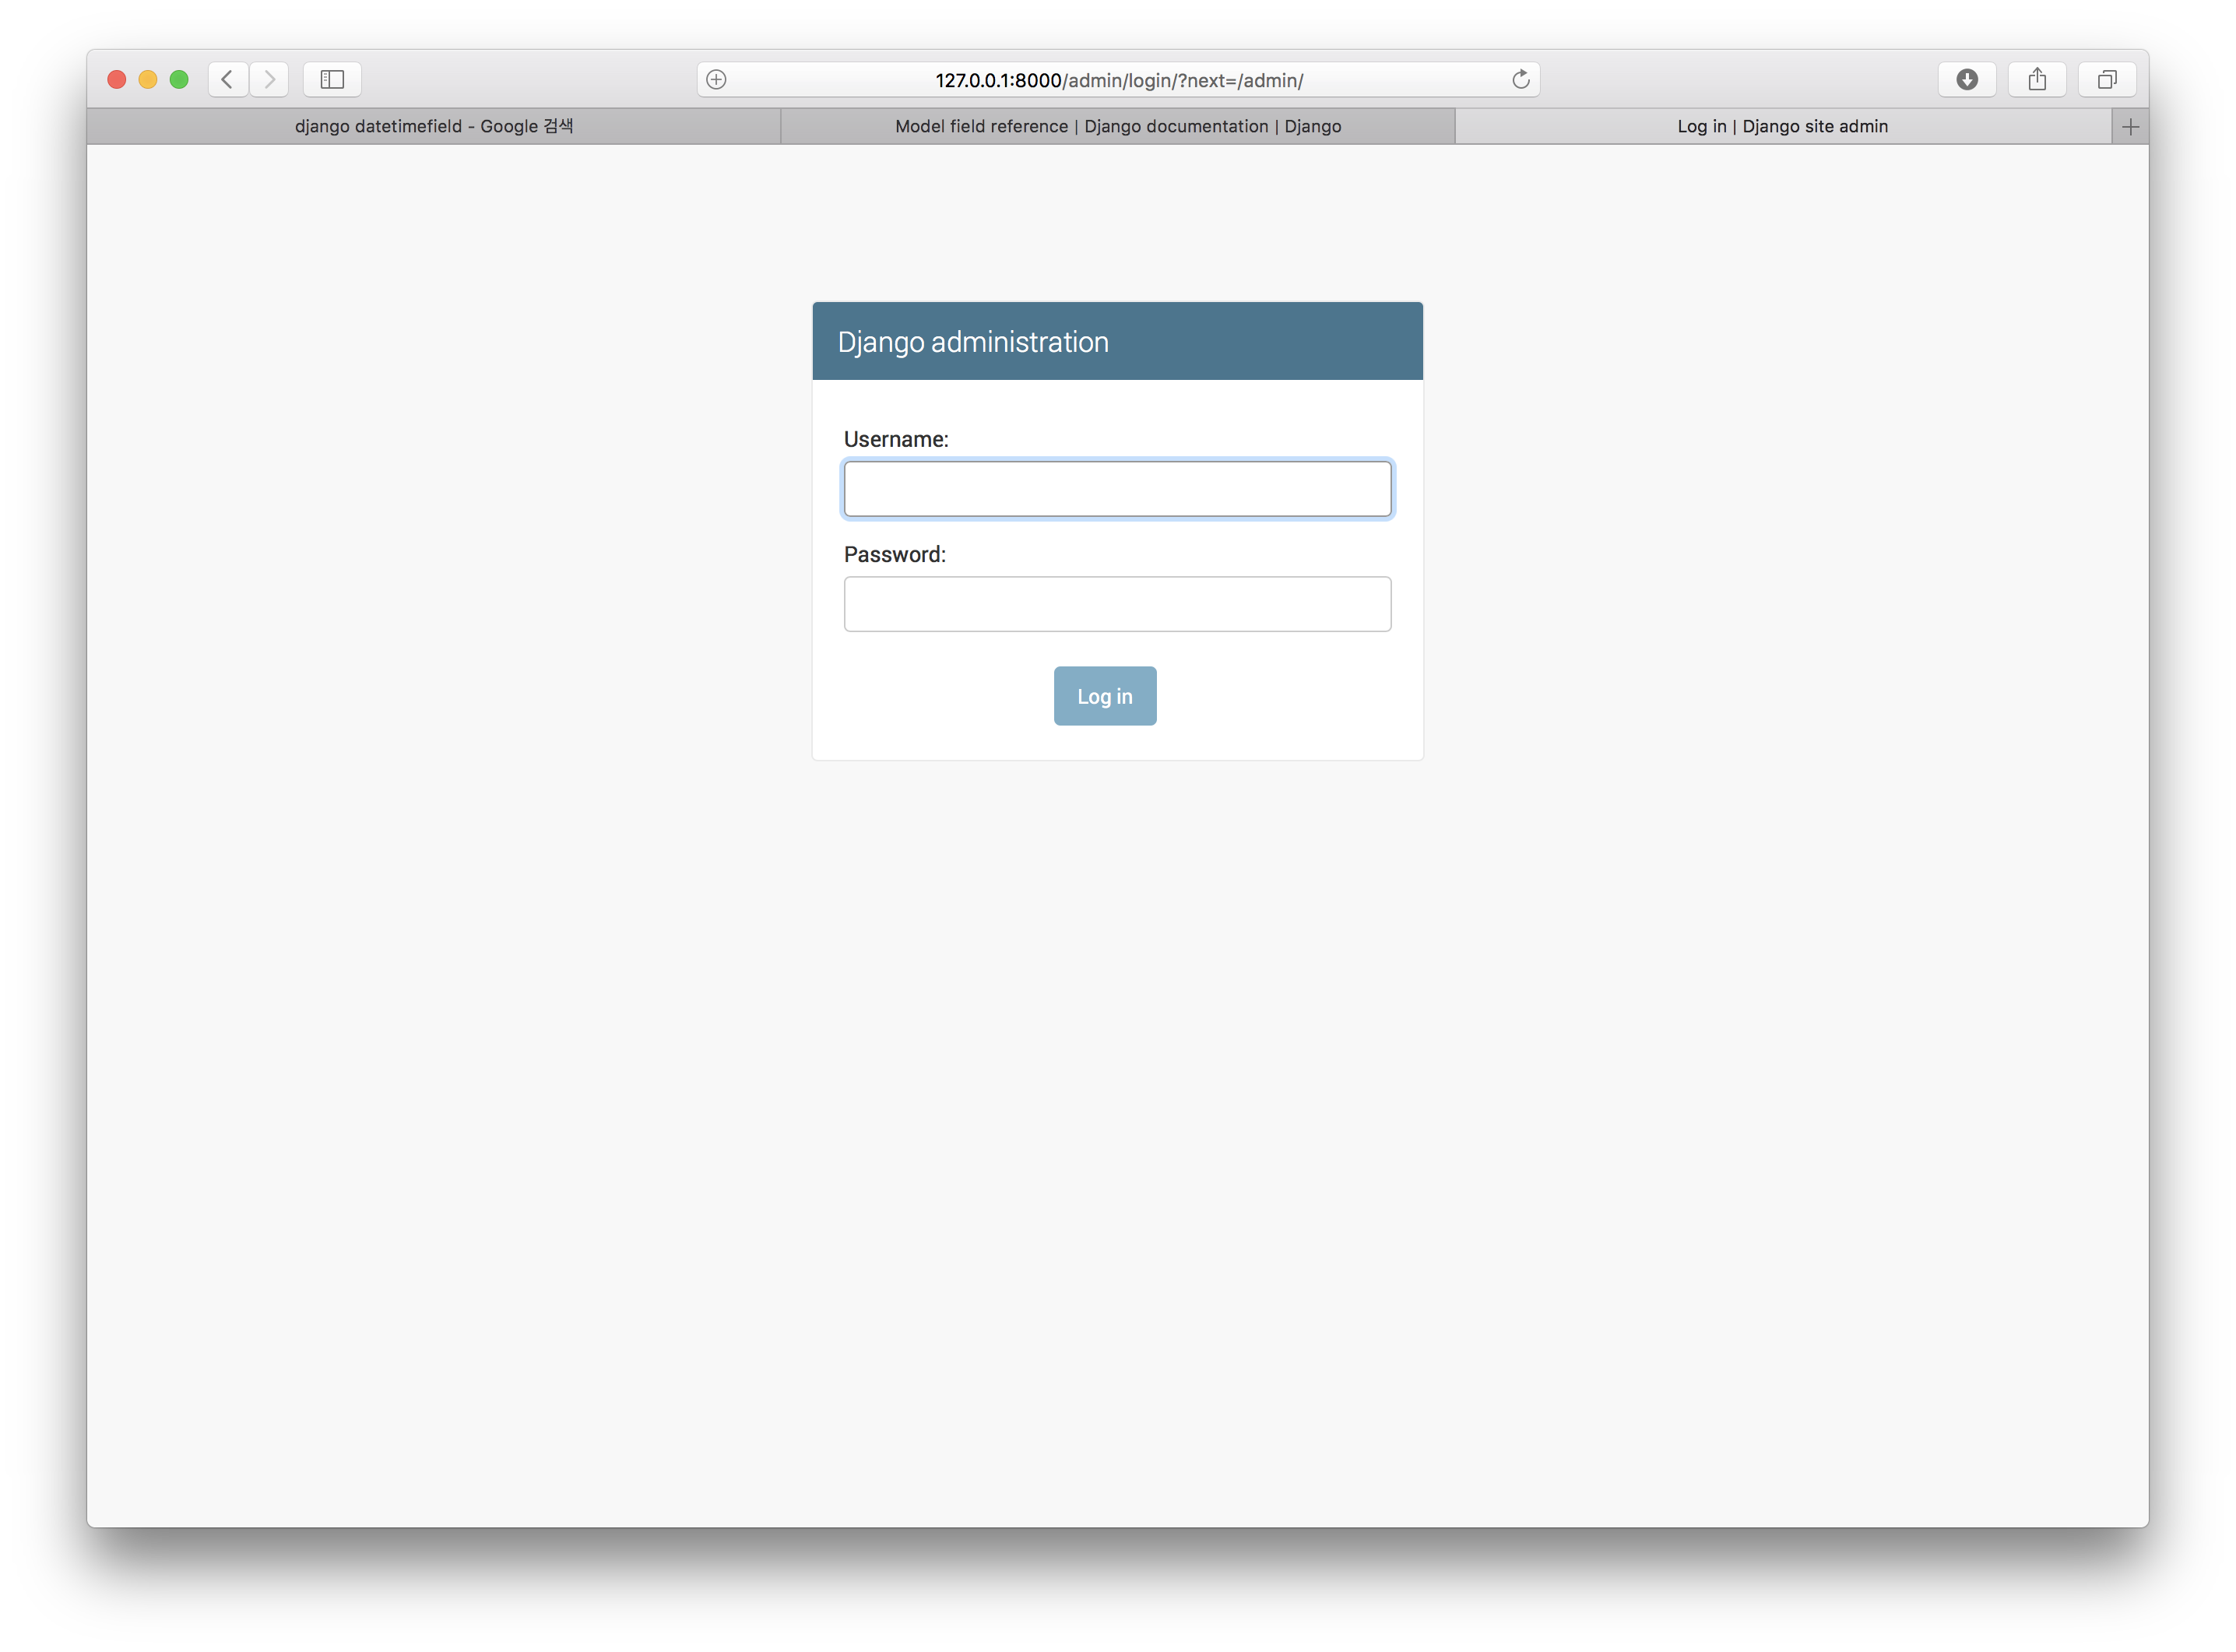 127.0.0.1:8000/admin/login/?next=/admin/
django datetimefield - Google 검색
Model field reference | Django documentation | Django
Log in | Django site admin
Django administration
Username:
Password:
Log in